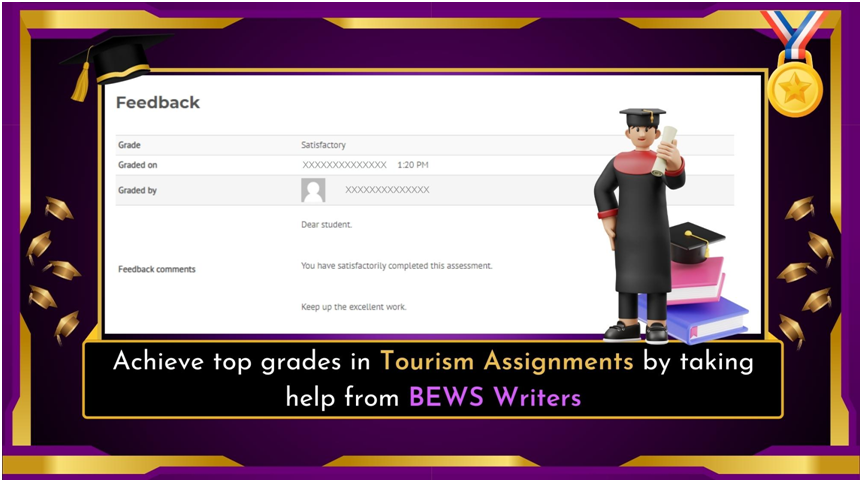 Feedback
Grade Satisfactory
Graded on XXXXXXXXXXXXXXX 1:20 PM
Graded by XXXXXXXXXXXXXXX
Dear student.
Feedback comments You have satisfactorily completed this assessment.
Keep up the excellent work.
Achieve top grades in Tourism Assignments by taking
help from BEWS Writers